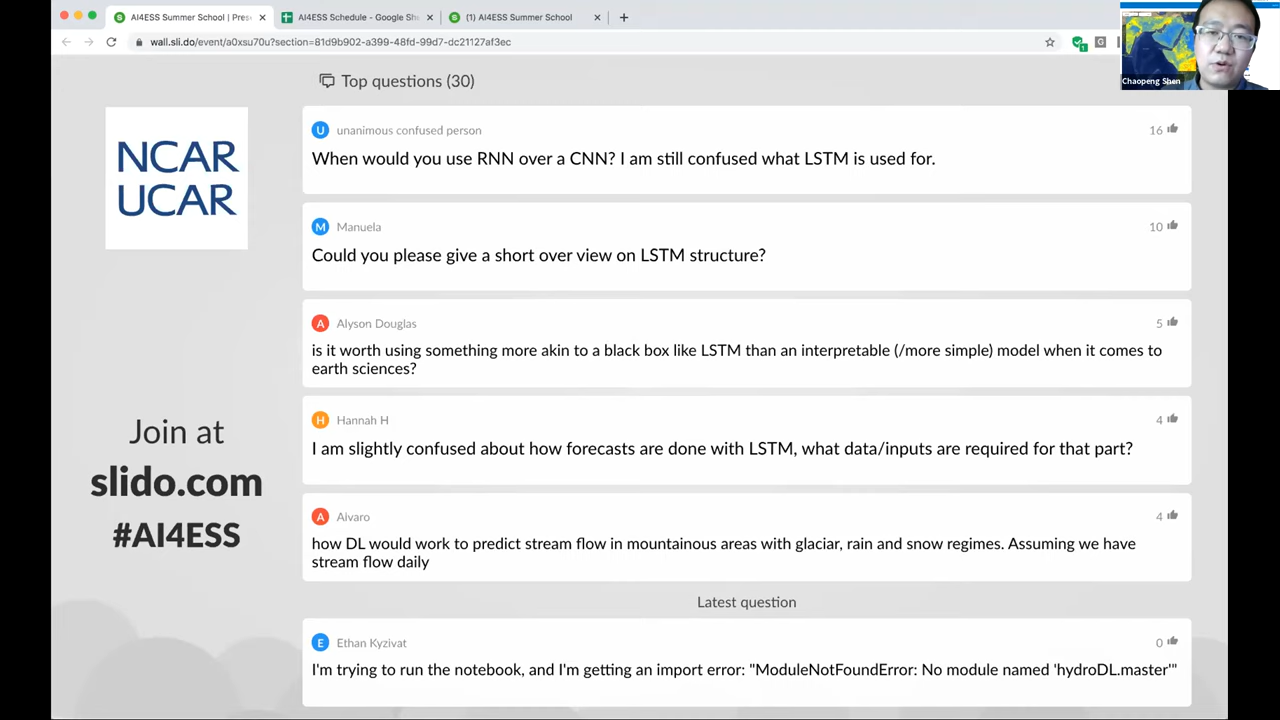 AI4ESS Summer School | Pres
AI4ESS Schedule - Google Sh
(1) AI4ESS Summer School
wall.sli.do/event/a0xsu70u?section=81d9b902-a399-48fd-99d7-dc21127af3ec
Chaopeng Shen
Top questions (30)
NCAR
UCAR
Join at
slido.com
#AI4ESS
U unanimous confused person 16
When would you use RNN over a CNN? I am still confused what LSTM is used for.
M Manuela 10
Could you please give a short over view on LSTM structure?
A Alyson Douglas 5
is it worth using something more akin to a black box like LSTM than an interpretable (/more simple) model when it comes to
earth sciences?
H Hannah H 4
I am slightly confused about how forecasts are done with LSTM, what data/inputs are required for that part?
A Aivaro 4
how DL would work to predict stream flow in mountainous areas with glaciar, rain and snow regimes. Assuming we have
stream flow daily
Latest question
E Ethan Kyzivat 0
I'm trying to run the notebook, and I'm getting an import error: "ModuleNotFoundError: No module named 'hydroDL.master'"